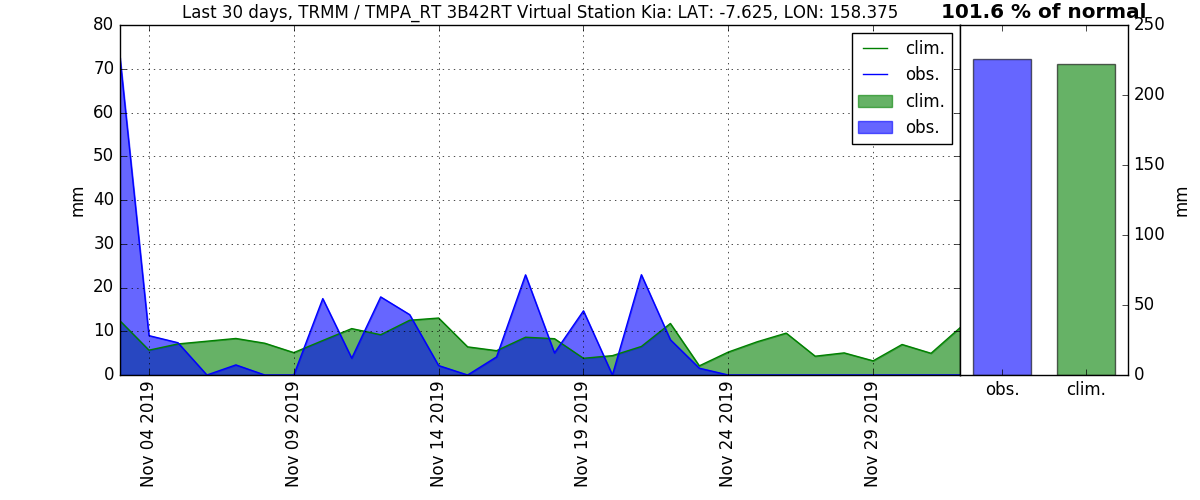 Last 30 days, TRMM / TMPA_RT 3B42RT Virtual Station Kia: LAT: -7.625, LON: 158.375
101.6 % of normal
80
70
60
50
40
30
20
10
0
mm
clim.
obs.
clim.
obs.
Nov 04 2019
Nov 09 2019
Nov 14 2019
Nov 19 2019
Nov 24 2019
Nov 29 2019
250
200
150
100
50
0
mm
obs.
clim.